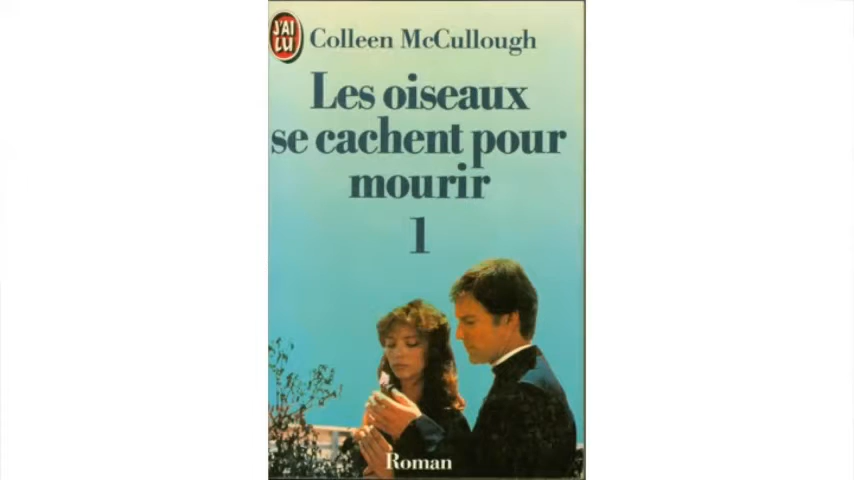 J'AI
LU
Colleen McCullough
Les oiseaux
se cachent pour
mourir
1
Roman